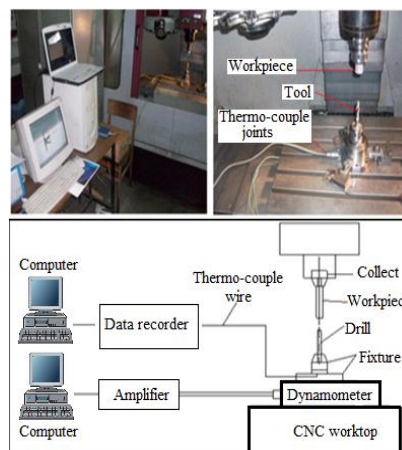 Workpiece
Tool
Thermo-couple
joints
Computer
Thermo-couple
wire
Collect
Workpiec
Data recorder
Drill
Fixture
Amplifier
Dynamometer
Computer
CNC worktop